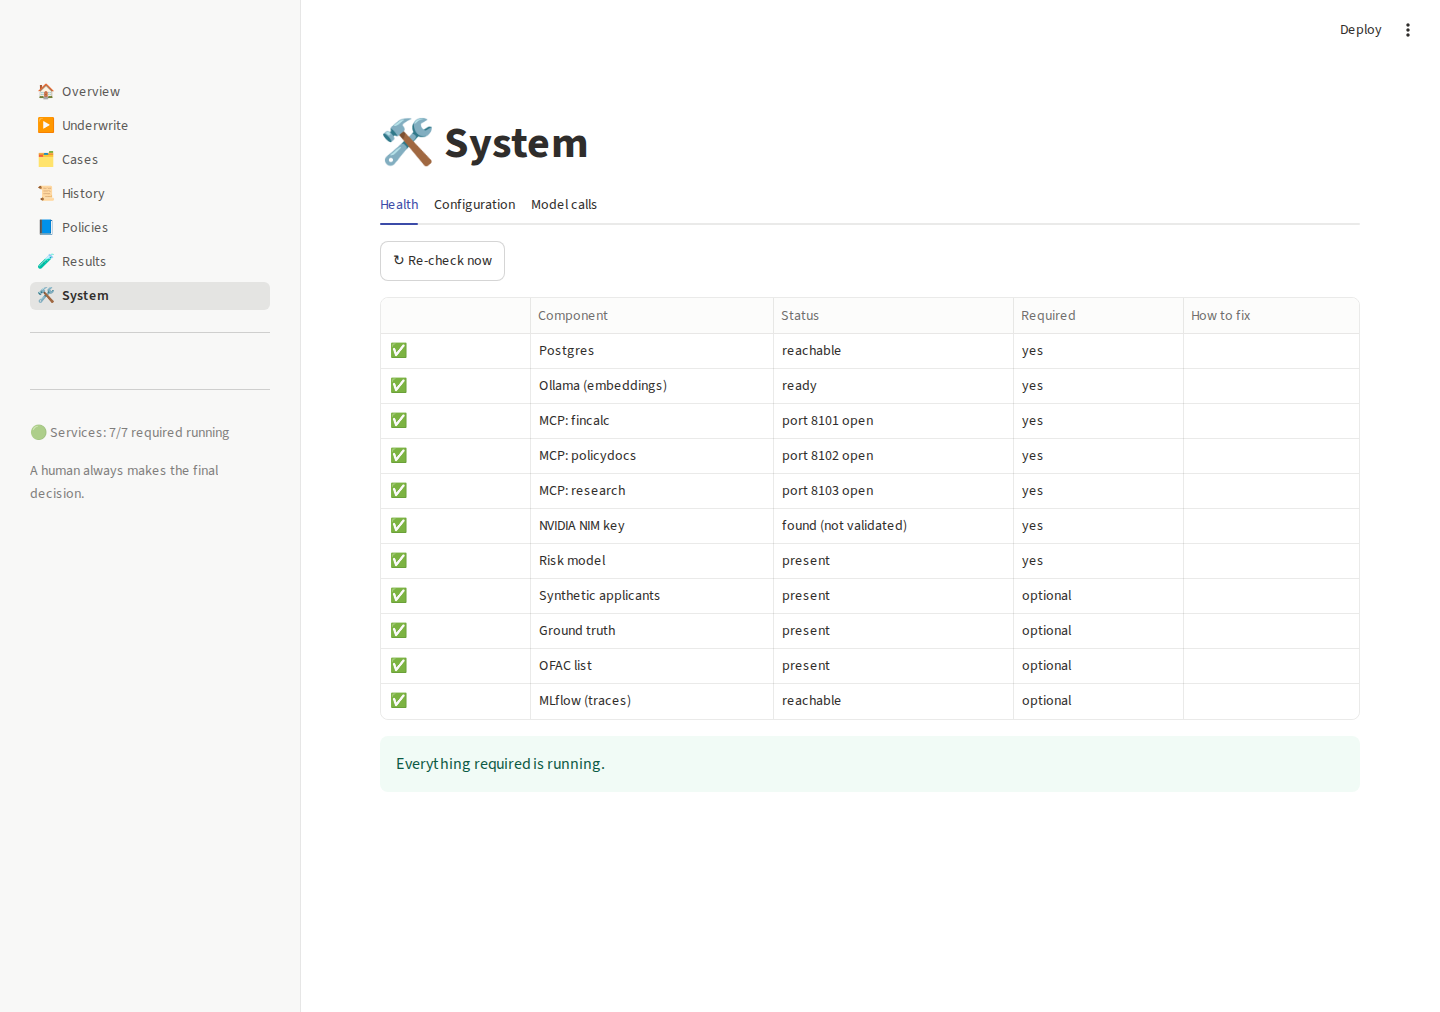 Deploy
🏠 Overview
▶️ Underwrite
🗂️ Cases
📜 History
📘 Policies
🧪 Results
🛠️ System
🟢 Services: 7/7 required running
A human always makes the final
decision.
🛠️ System
Health Configuration Model calls
↻ Re-check now
Component Status Required How to fix
✅ Postgres reachable yes
✅ Ollama (embeddings) ready yes
✅ MCP: fincalc port 8101 open yes
✅ MCP: policydocs port 8102 open yes
✅ MCP: research port 8103 open yes
✅ NVIDIA NIM key found (not validated) yes
✅ Risk model present yes
✅ Synthetic applicants present optional
✅ Ground truth present optional
✅ OFAC list present optional
✅ MLflow (traces) reachable optional
Everything required is running.